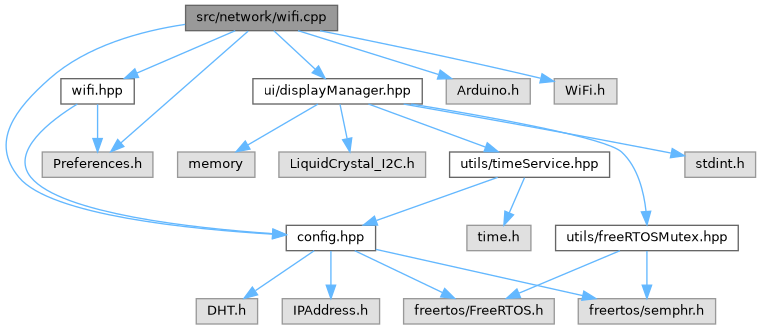 src/network/wifi.cpp
wifi.hpp
ui/displayManager.hpp
Arduino.h
WiFi.h
Preferences.h
memory
LiquidCrystal_I2C.h
utils/timeService.hpp
stdint.h
config.hpp
time.h
utils/freeRTOSMutex.hpp
DHT.h
IPAddress.h
freertos/FreeRTOS.h
freertos/semphr.h